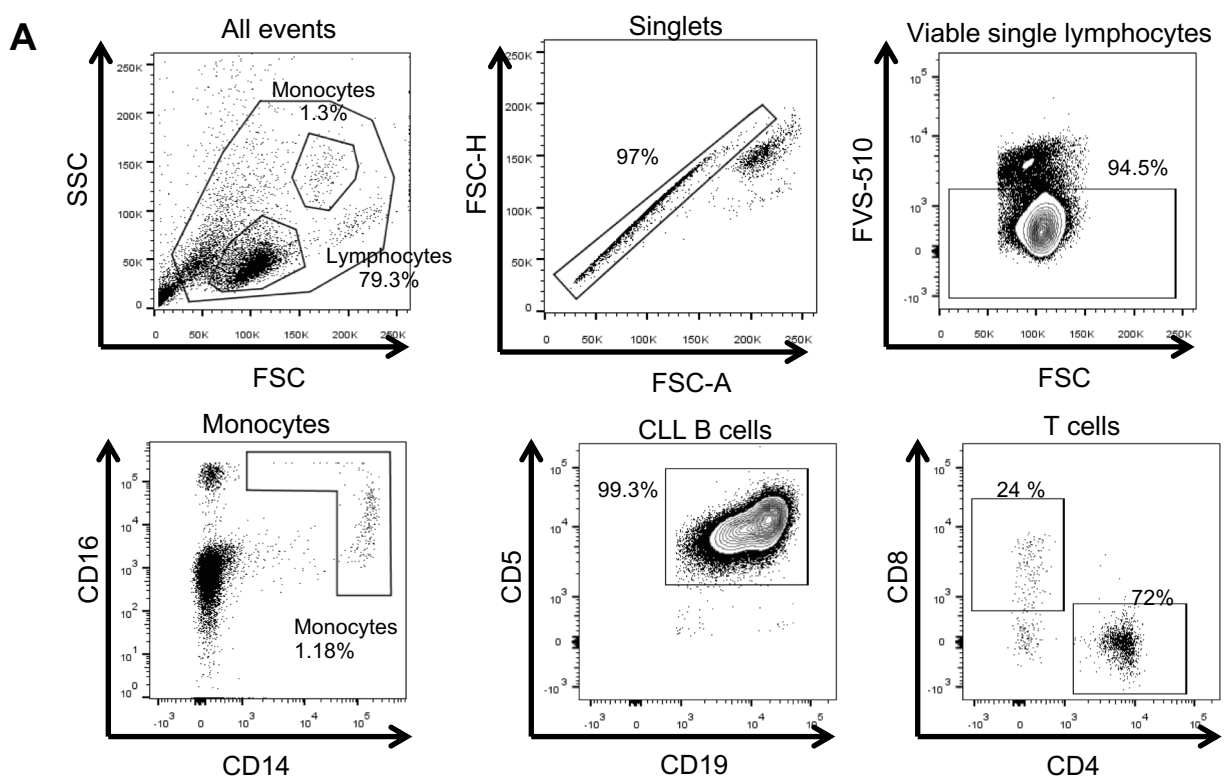 A
All events
SSC
250K
200K
150K
100K
50K
0
Monocytes
1.3%
Lymphocytes
79.3%
0 50K 100K 150K 200K 250K
FSC
Singlets
FSC-H
250K
200K
150K
100K
50K
0
97%
0 50K 100K 150K 200K 250K
FSC-A
Viable single lymphocytes
FVS-510
10^5
10^4
10^3
0
-10^3
94.5%
0 50K 100K 150K 200K 250K
FSC
Monocytes
CD16
10^5
10^4
10^3
10^2
10^1
10^0
Monocytes
1.18%
-10^3 0 10^3 10^4 10^5
CD14
CLL B cells
CD5
10^5
10^4
10^3
0
-10^3
99.3%
0 10^3 10^4 10^5
CD19
T cells
CD8
10^5
10^4
10^3
0
-10^3
24 %
72%
-10^3 0 10^3 10^4 10^5
CD4